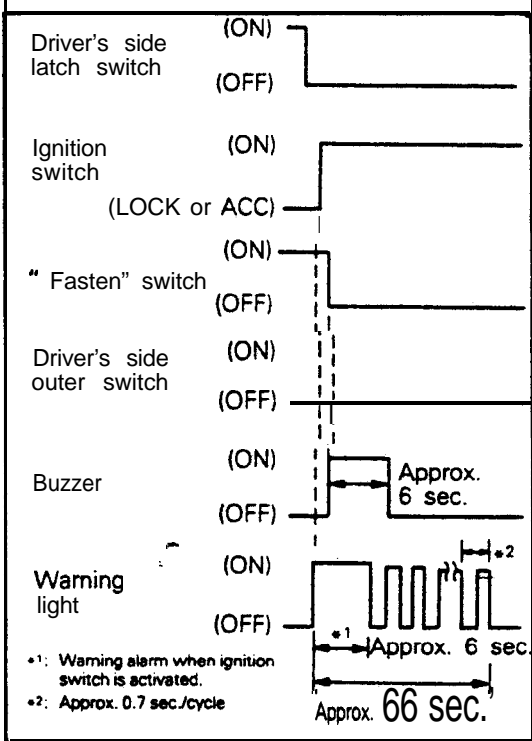 Driver's side
latch switch
(ON)
(OFF)
Ignition
switch
(ON)
(LOCK or ACC)
" Fasten" switch
(ON)
(OFF)
Driver's side
outer switch
(ON)
(OFF)
Buzzer
(ON)
(OFF)
Approx.
6 sec.
Warning
light
(ON)
(OFF)
*2
*1
Approx. 6 sec.
Approx. 66 sec.
*1: Warning alarm when ignition
switch is activated.
*2: Approx. 0.7 sec./cycle